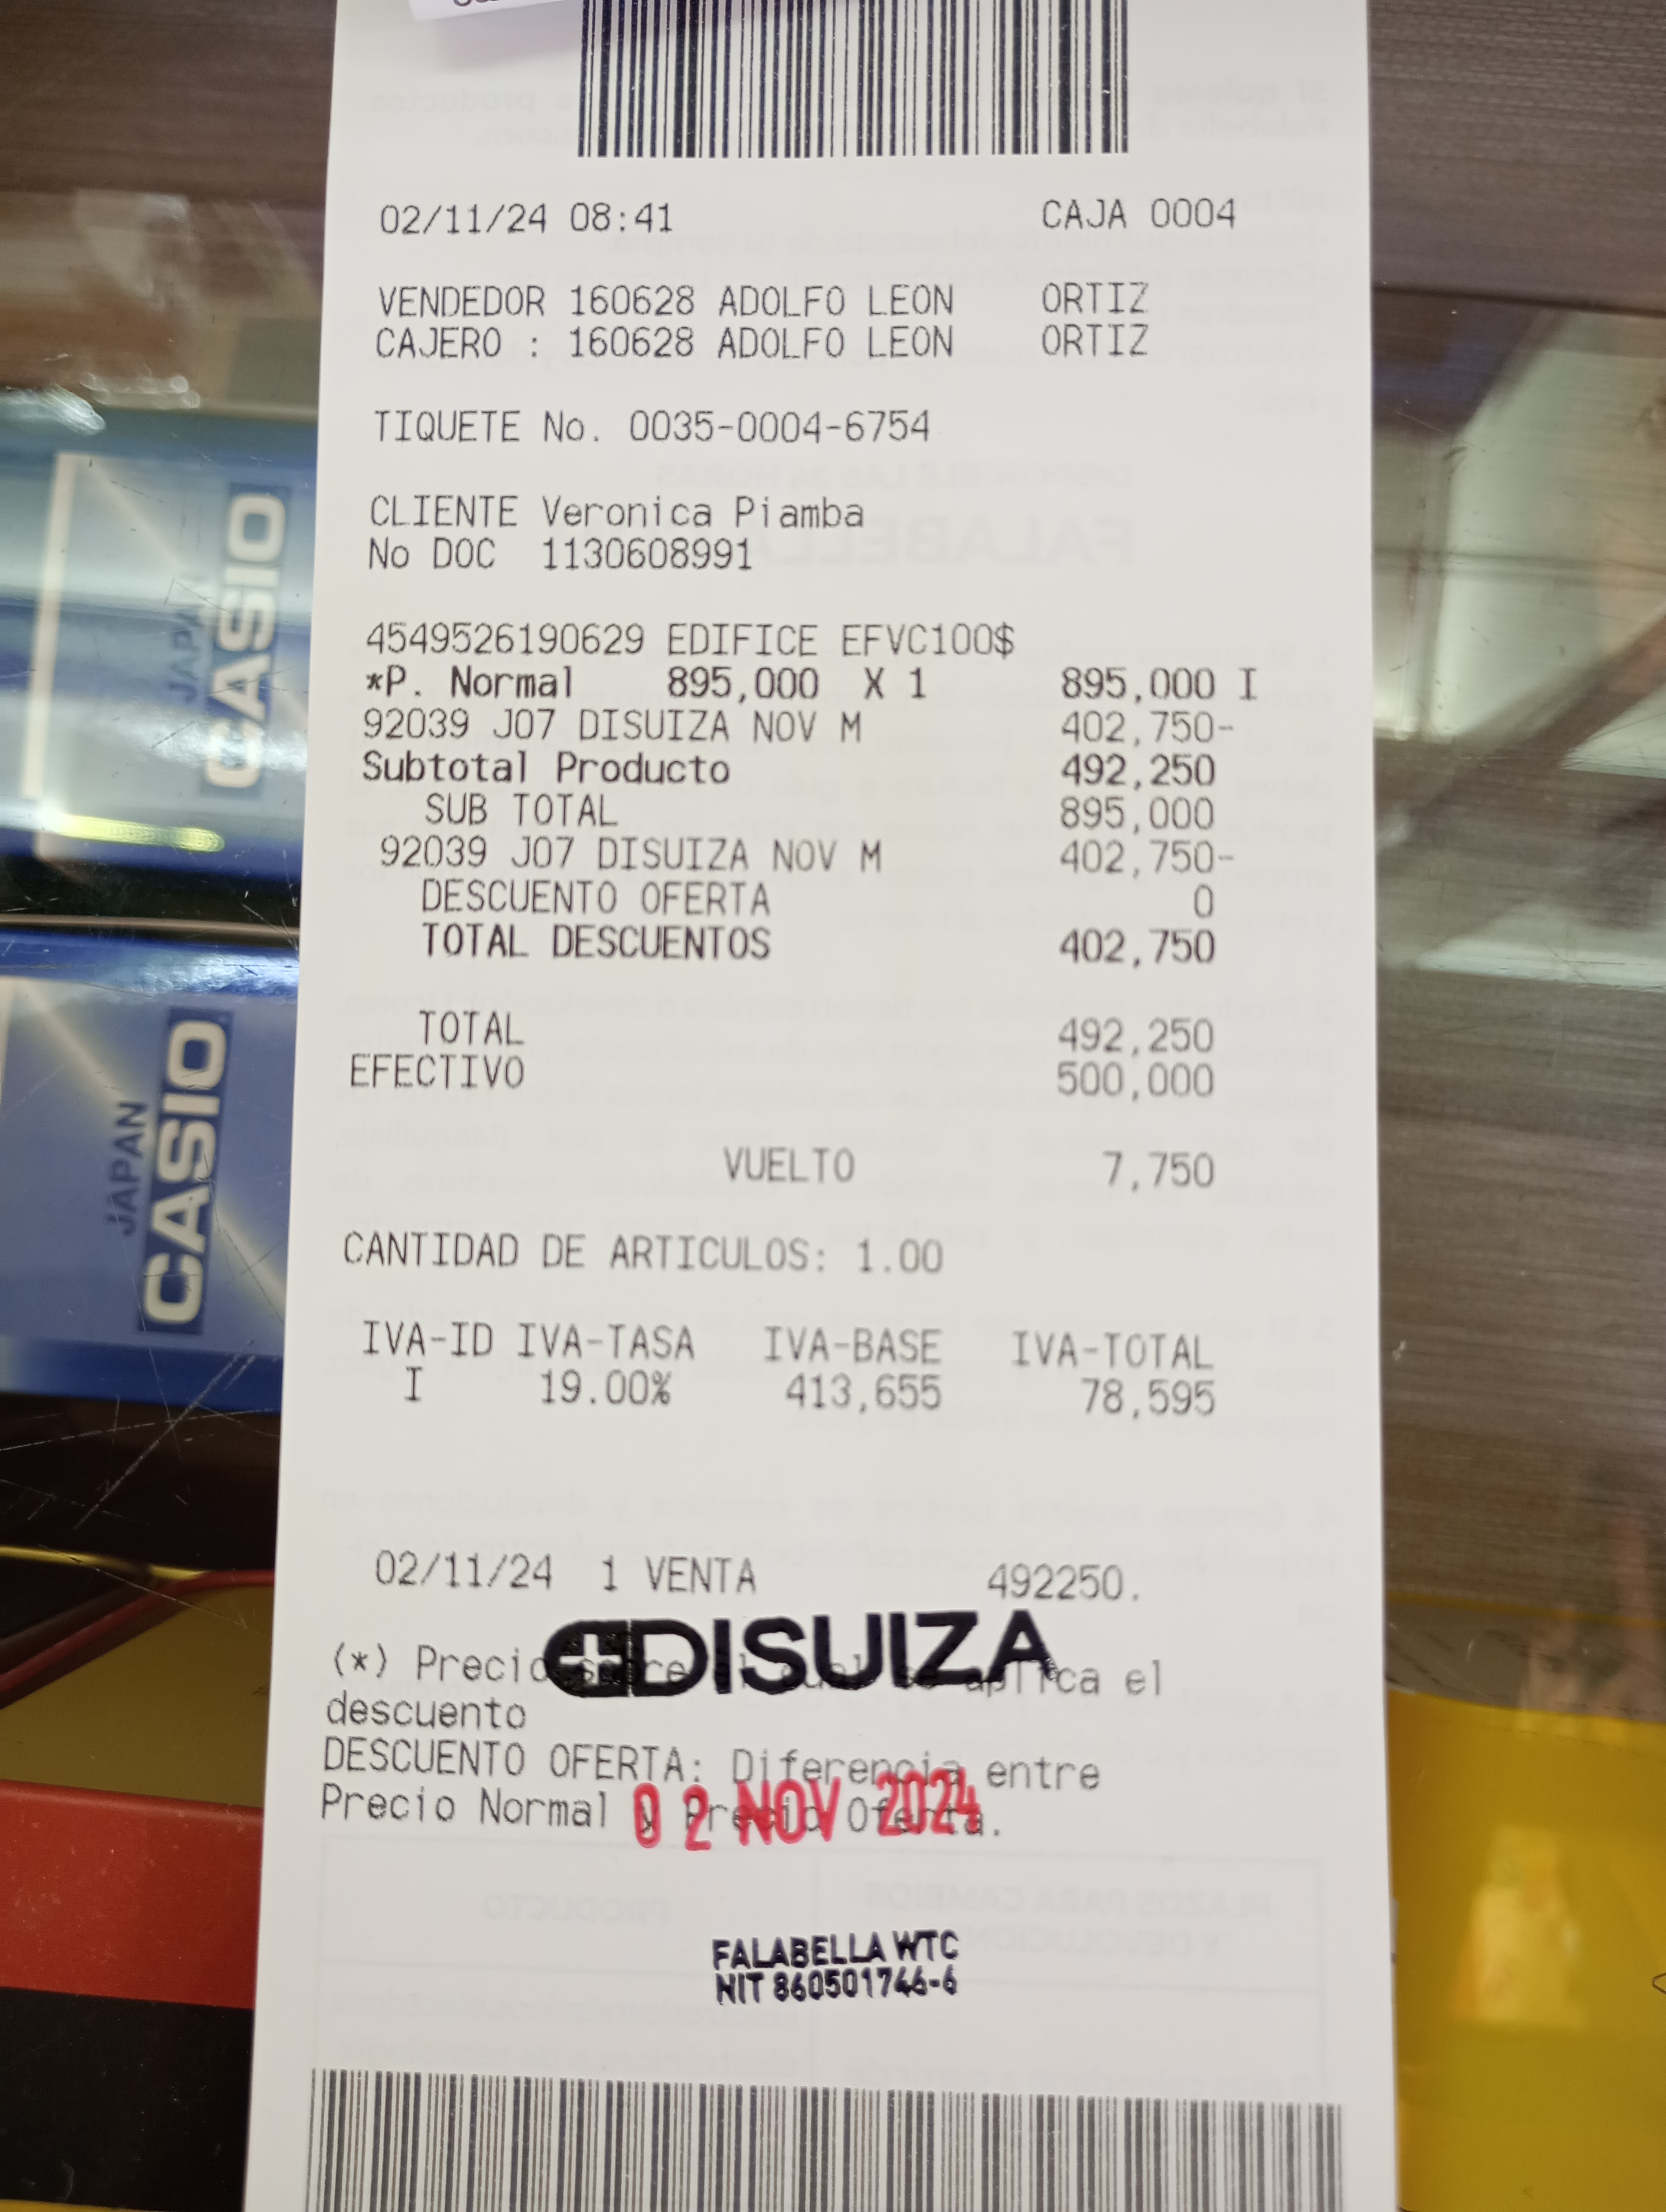 02/11/24 08:41 CAJA 0004
VENDEDOR 160628 ADOLFO LEON ORTIZ
CAJERO : 160628 ADOLFO LEON ORTIZ
TIQUETE No. 0035-0004-6754
CLIENTE Veronica Piamba
No DOC 1130608991
4549526190629 EDIFICE EFVC100$
*P. Normal 895,000 X 1 895,000 I
92039 J07 DISUIZA NOV M 402,750-
Subtotal Producto 492,250
SUB TOTAL 895,000
92039 J07 DISUIZA NOV M 402,750-
DESCUENTO OFERTA 0
TOTAL DESCUENTOS 402,750
TOTAL 492,250
EFECTIVO 500,000
VUELTO 7,750
CANTIDAD DE ARTICULOS: 1.00
IVA-ID IVA-TASA IVA-BASE IVA-TOTAL
I 19.00% 413,655 78,595
02/11/24 1 VENTA 492250.
DISUIZA
(*) Precio sobre el cual se aplica el
descuento
DESCUENTO OFERTA: Diferencia entre
Precio Normal y Precio Oferta.
02 NOV 2024
FALABELLA WTC
NIT 860501746-6
JAPAN
CASIO
JAPAN
CASIO